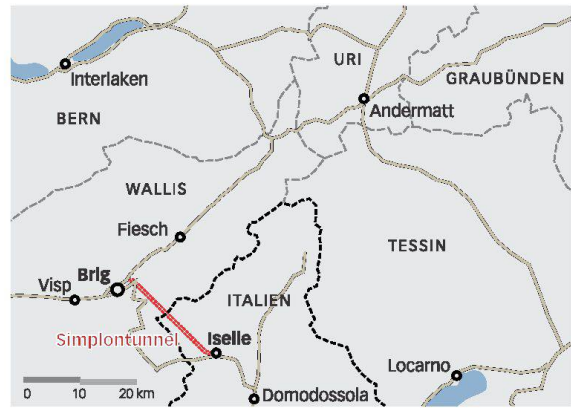 URI
Interlaken
GRAUBÜNDEN
Andermatt
BERN
WALLIS
Fiesch
TESSIN
Brig
Visp
ITALIEN
Simplontunnel
Iselle
Locarno
0 10 20 km
Domodossola